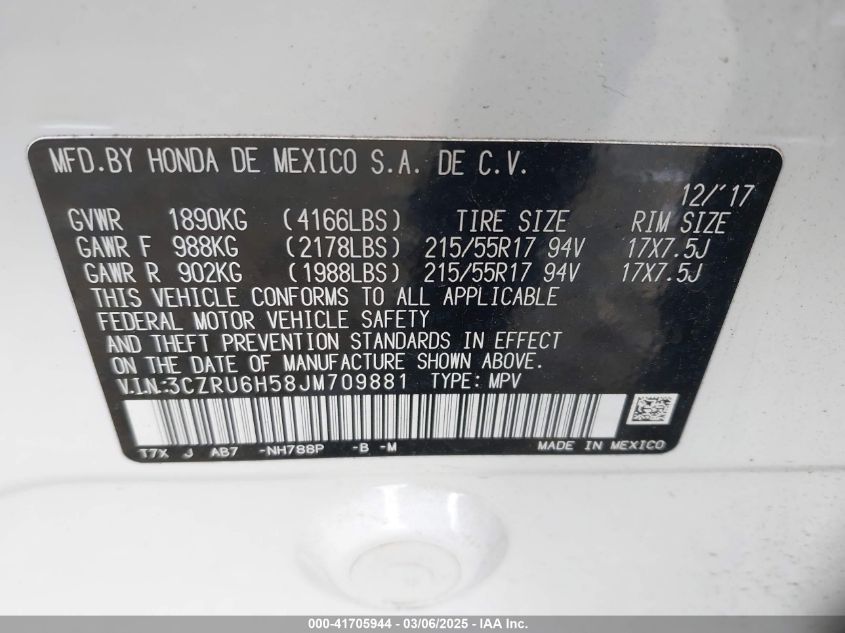 MFD.BY HONDA DE MEXICO S.A. DE C.V.
12/'17
GVWR 1890KG (4166LBS) TIRE SIZE RIM SIZE
GAWR F 988KG (2178LBS) 215/55R17 94V 17X7.5J
GAWR R 902KG (1988LBS) 215/55R17 94V 17X7.5J
THIS VEHICLE CONFORMS TO ALL APPLICABLE
FEDERAL MOTOR VEHICLE SAFETY
AND THEFT PREVENTION STANDARDS IN EFFECT
ON THE DATE OF MANUFACTURE SHOWN ABOVE.
V.I.N:3CZRU6H58JM709881 TYPE: MPV
T7X J AB7 -NH788P -B -M MADE IN MEXICO
000-41705944 - 03/06/2025 - IAA Inc.